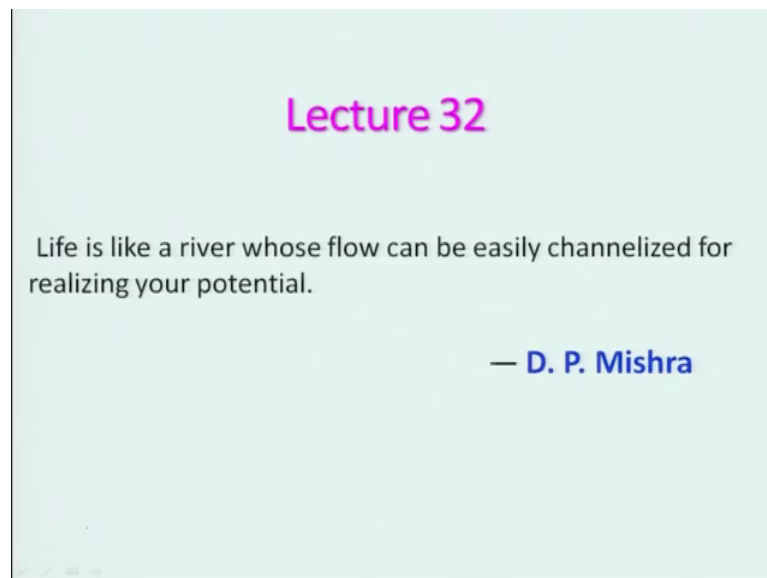 Lecture 32
Life is like a river whose flow can be easily channelized for
realizing your potential.
— D. P. Mishra